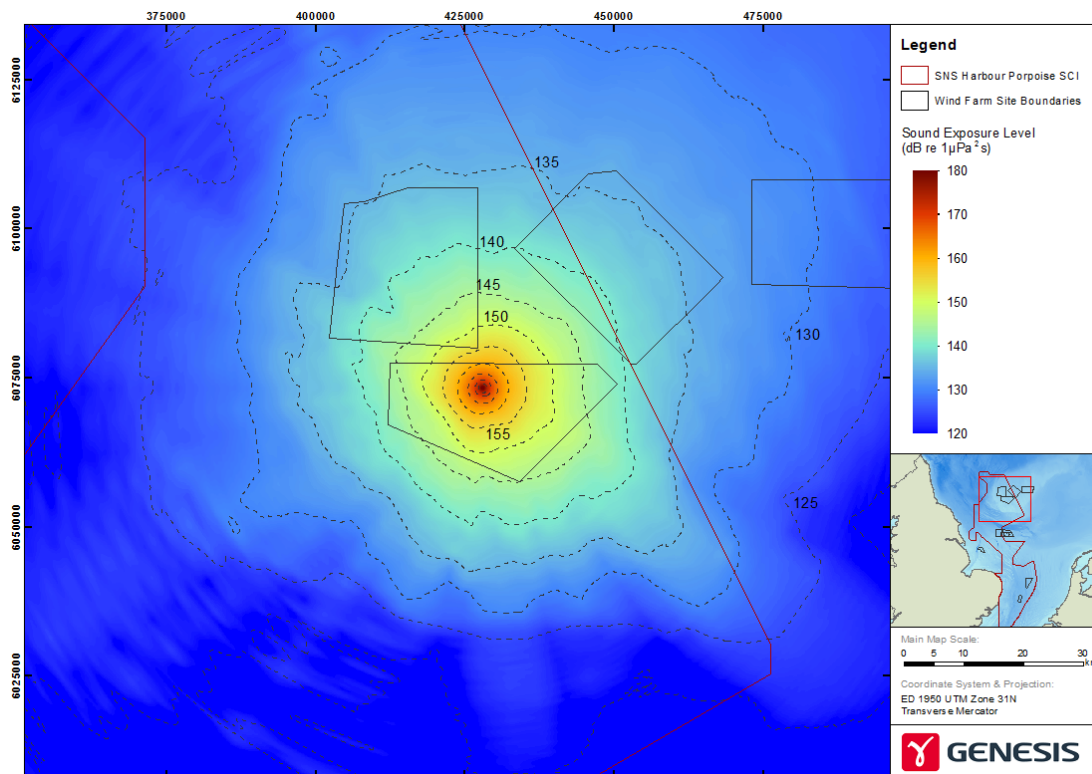 375000
400000
425000
450000
475000
6125000
6100000
6075000
6050000
6025000
135
140
145
150
155
130
125
Legend
SNS Harbour Porpoise SCI
Wind Farm Site Boundaries
Sound Exposure Level
(dB re 1µPa²s)
180
170
160
150
140
130
120
Main Map Scale:
0 5 10 20 30
km
Coordinate System & Projection:
ED 1950 UTM Zone 31N
Transverse Mercator
GENESIS